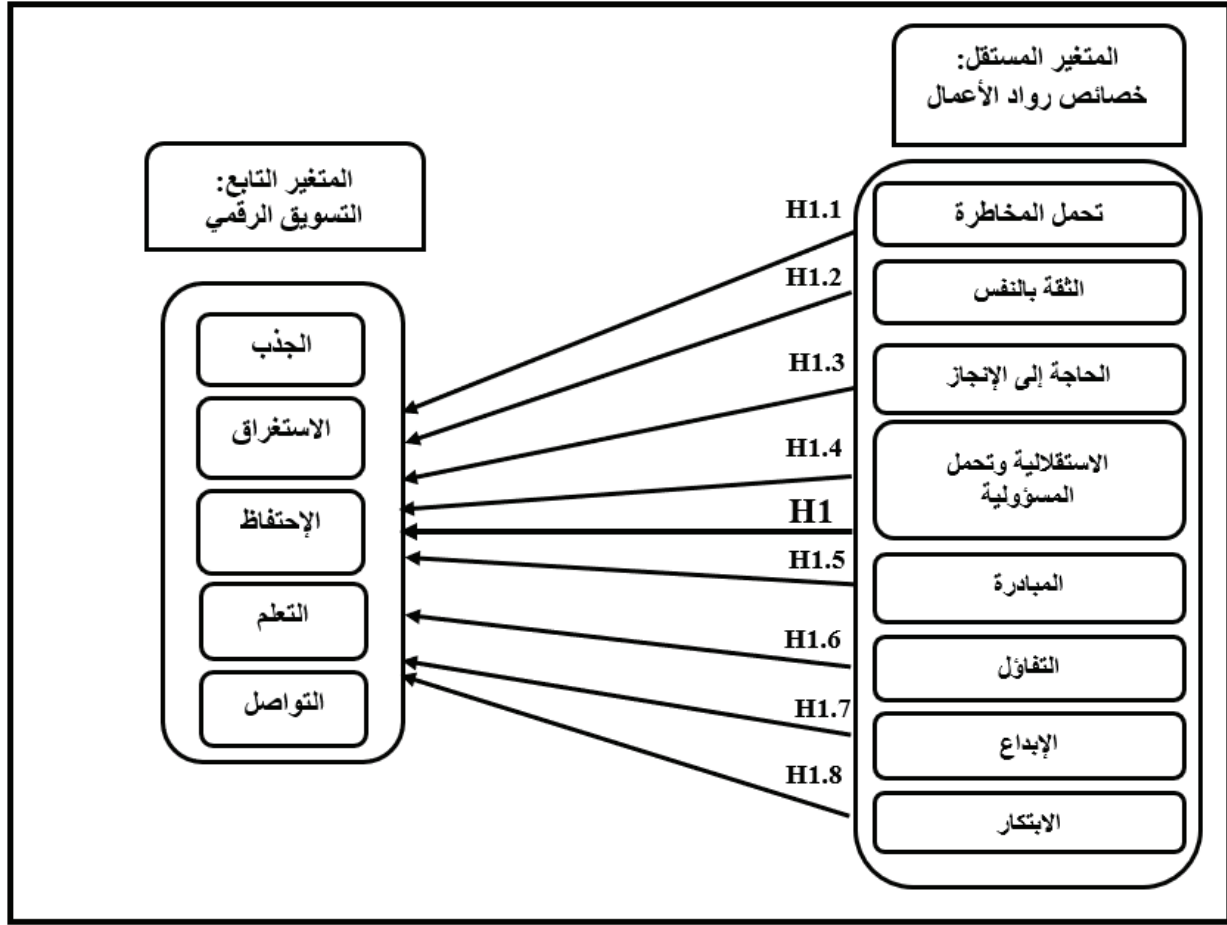 المتغير المستقل:
خصائص رواد الأعمال
تحمل المخاطرة
الثقة بالنفس
الحاجة إلى الإنجاز
الاستقلالية وتحمل
المسؤولية
المبادرة
التفاؤل
الإبداع
الابتكار
H1.1
H1.2
H1.3
H1.4
H1
H1.5
H1.6
H1.7
H1.8
المتغير التابع:
التسويق الرقمي
الجذب
الاستغراق
الإحتفاظ
التعلم
التواصل